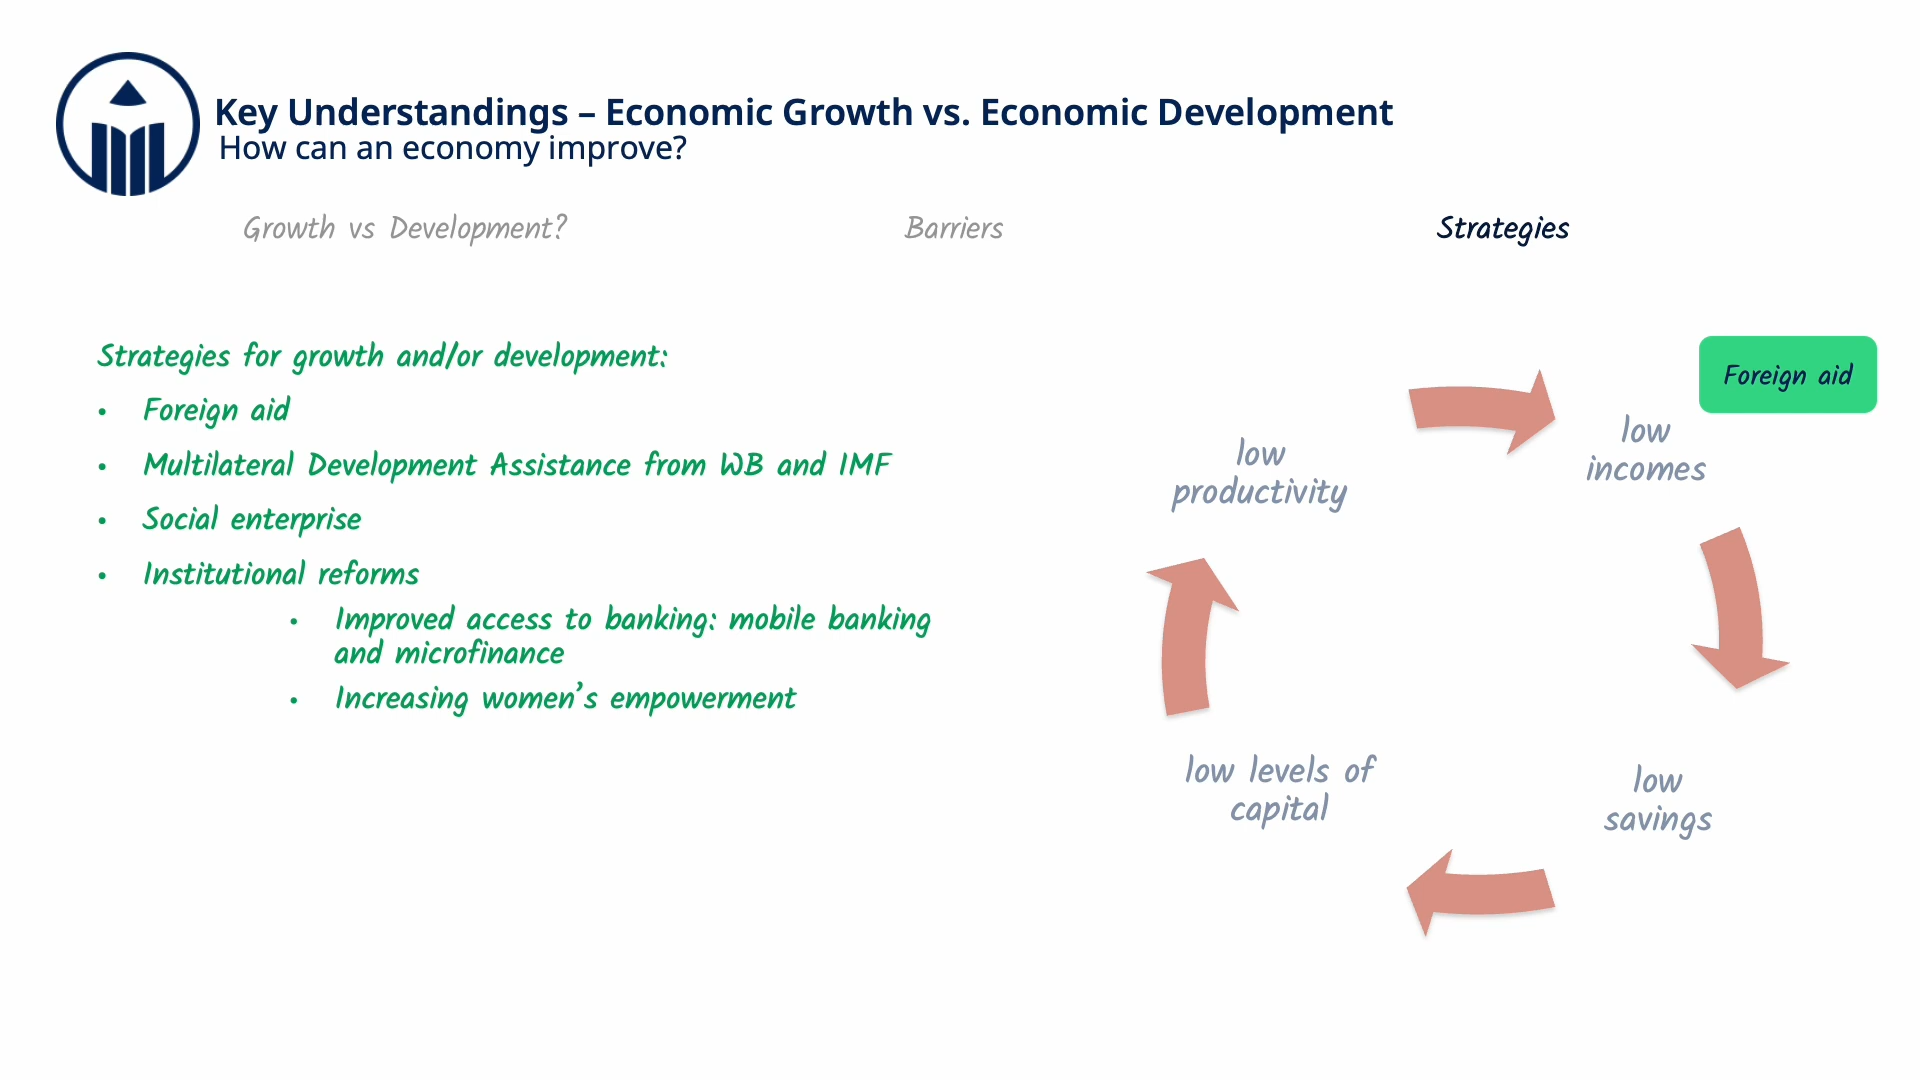 Key Understandings – Economic Growth vs. Economic Development
How can an economy improve?
Growth vs Development?
Barriers
Strategies
Strategies for growth and/or development:
• Foreign aid
• Multilateral Development Assistance from WB and IMF
• Social enterprise
• Institutional reforms
• Improved access to banking: mobile banking
and microfinance
• Increasing women’s empowerment
Foreign aid
low
incomes
low
productivity
low levels of
capital
low
savings